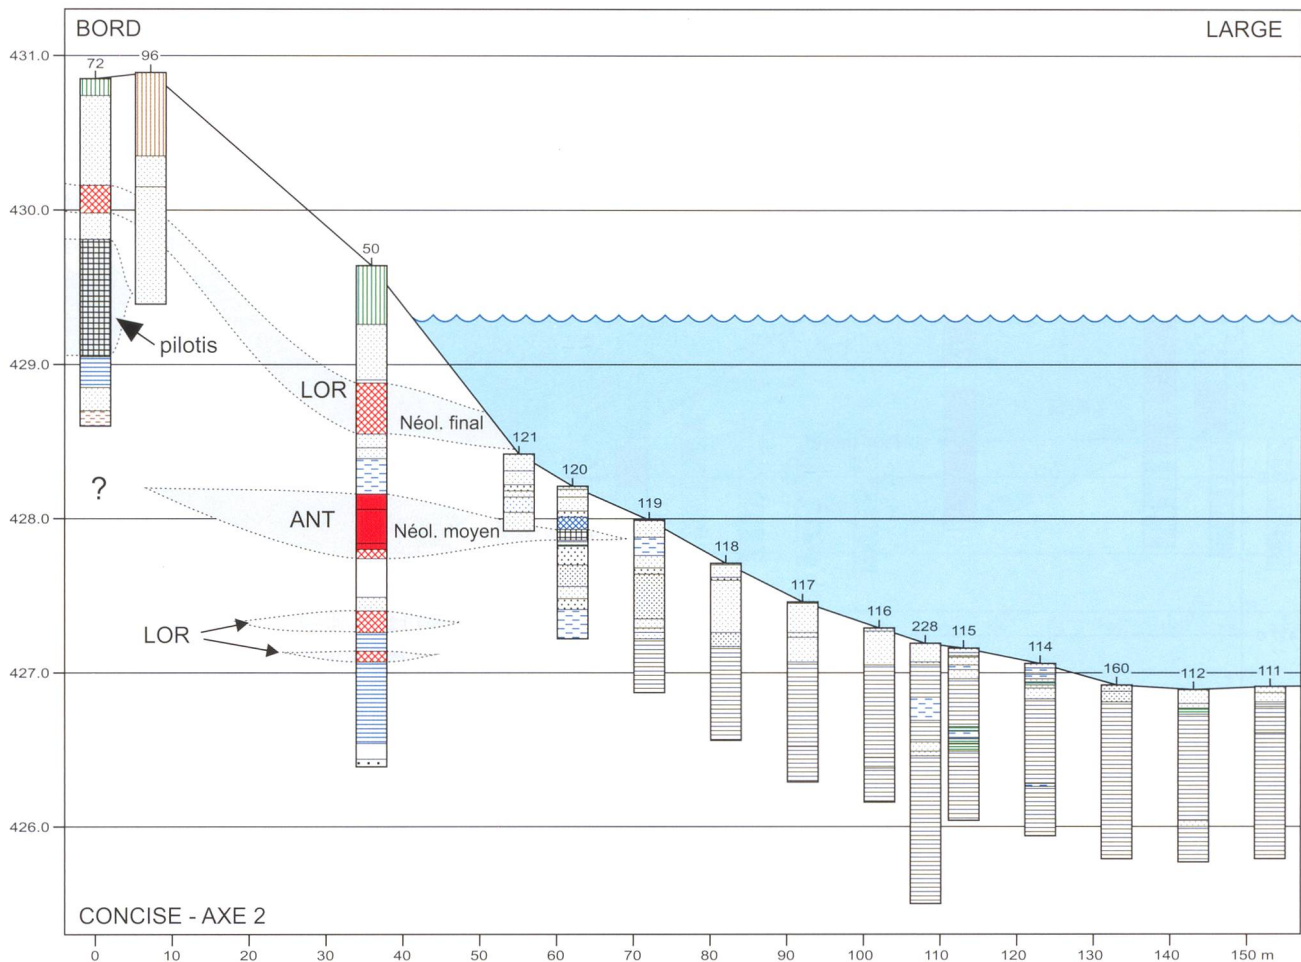 BORD LARGE
431.0
72 96
430.0
50
pilotis
429.0
LOR
Néol. final
121
120
?
428.0
ANT
Néol. moyen
119
118
117
116
228 115
LOR
114
427.0
160 112 111
426.0
CONCISE - AXE 2
0 10 20 30 40 50 60 70 80 90 100 110 120 130 140 150 m